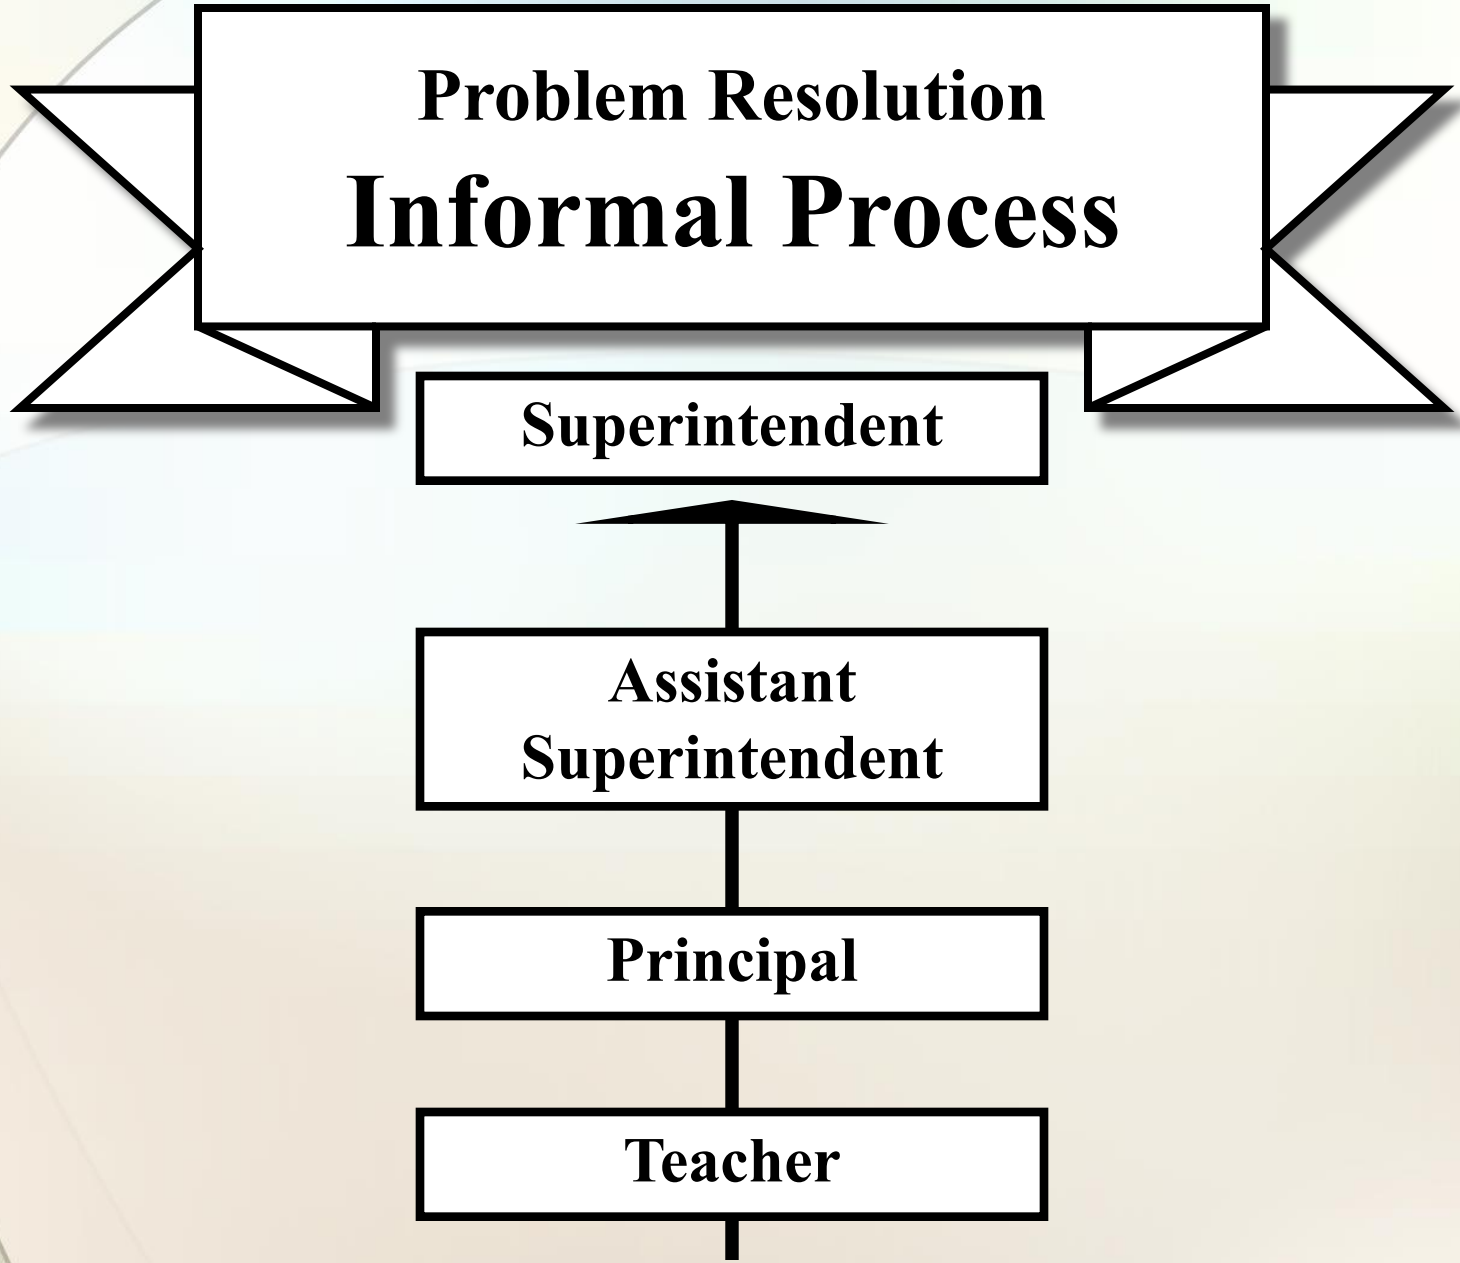 Problem Resolution
Informal Process
Superintendent
Assistant
Superintendent
Principal
Teacher